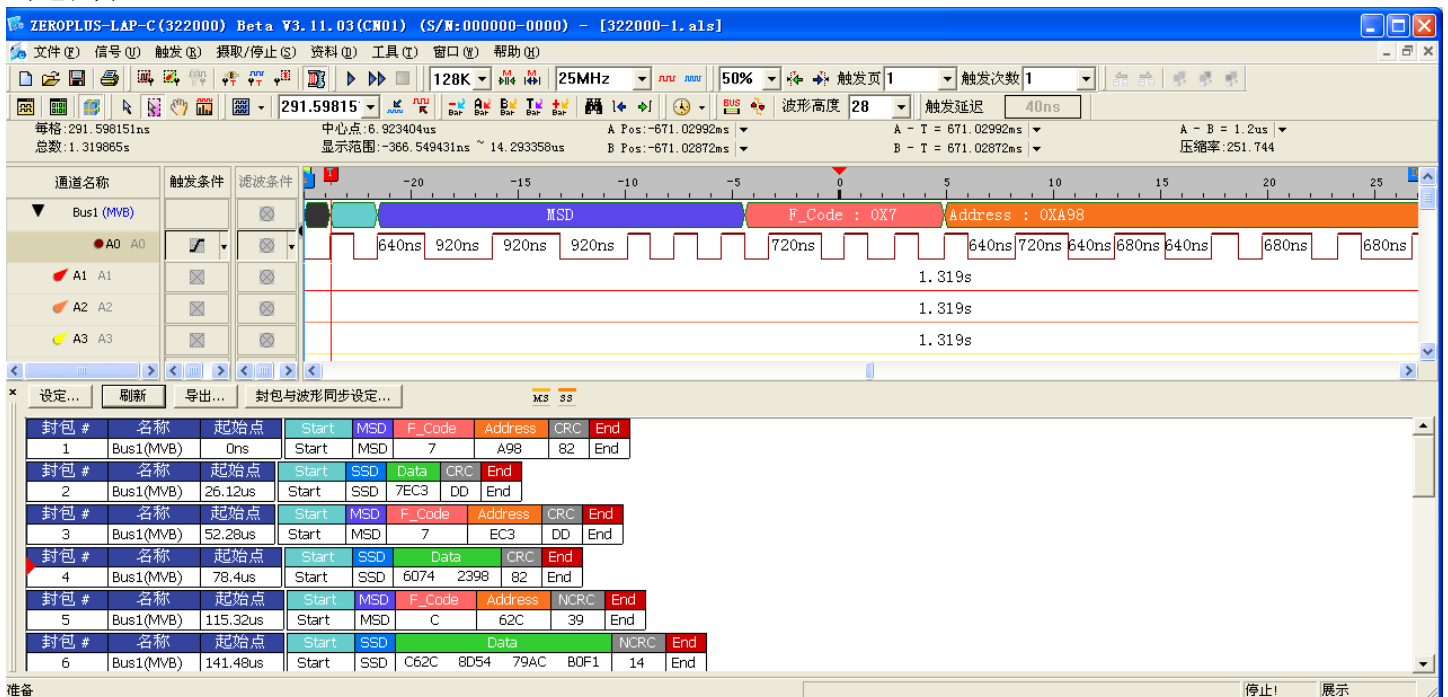 ZEROPLUS-LAP-C(322000) Beta V3.11.03(CN01) (S/N:000000-0000) - [322000-1.als]
文件(F) 信号(U) 触发(R) 摄取/停止(S) 资料(D) 工具(T) 窗口(W) 帮助(H)
128K 25MHz 50% 触发页 1 触发次数 1
291.59815 Bar Bar Bar Bar Bar BUS 波形高度 28 触发延迟 40ns
每格:291.598151ns 中心点:6.923404us A Pos:-671.02992ms A - T = 671.02992ms A - B = 1.2us
总数:1.319865s 显示范围:-366.549431ns ~ 14.293358us B Pos:-671.02872ms B - T = 671.02872ms 压缩率:251.744
通道名称 触发条件 滤波条件 T -20 -15 -10 -5 0 5 10 15 20 25
Bus1 (MVB) MSD F_Code : 0X7 Address : 0XA98
A0 A0 640ns 920ns 920ns 920ns 720ns 640ns 720ns 640ns 680ns 640ns 680ns 680ns
A1 A1 1.319s
A2 A2 1.319s
A3 A3 1.319s
设定... 刷新 导出... 封包与波形同步设定... MS SS
封包 # 名称 起始点 Start MSD F_Code Address CRC End
1 Bus1(MVB) 0ns Start MSD 7 A98 82 End
封包 # 名称 起始点 Start SSD Data CRC End
2 Bus1(MVB) 26.12us Start SSD 7EC3 DD End
封包 # 名称 起始点 Start MSD F_Code Address CRC End
3 Bus1(MVB) 52.28us Start MSD 7 EC3 DD End
封包 # 名称 起始点 Start SSD Data CRC End
4 Bus1(MVB) 78.4us Start SSD 6074 2398 82 End
封包 # 名称 起始点 Start MSD F_Code Address NCRC End
5 Bus1(MVB) 115.32us Start MSD C 62C 39 End
封包 # 名称 起始点 Start SSD Data NCRC End
6 Bus1(MVB) 141.48us Start SSD C62C 8D54 79AC B0F1 14 End
准备 停止! 展示